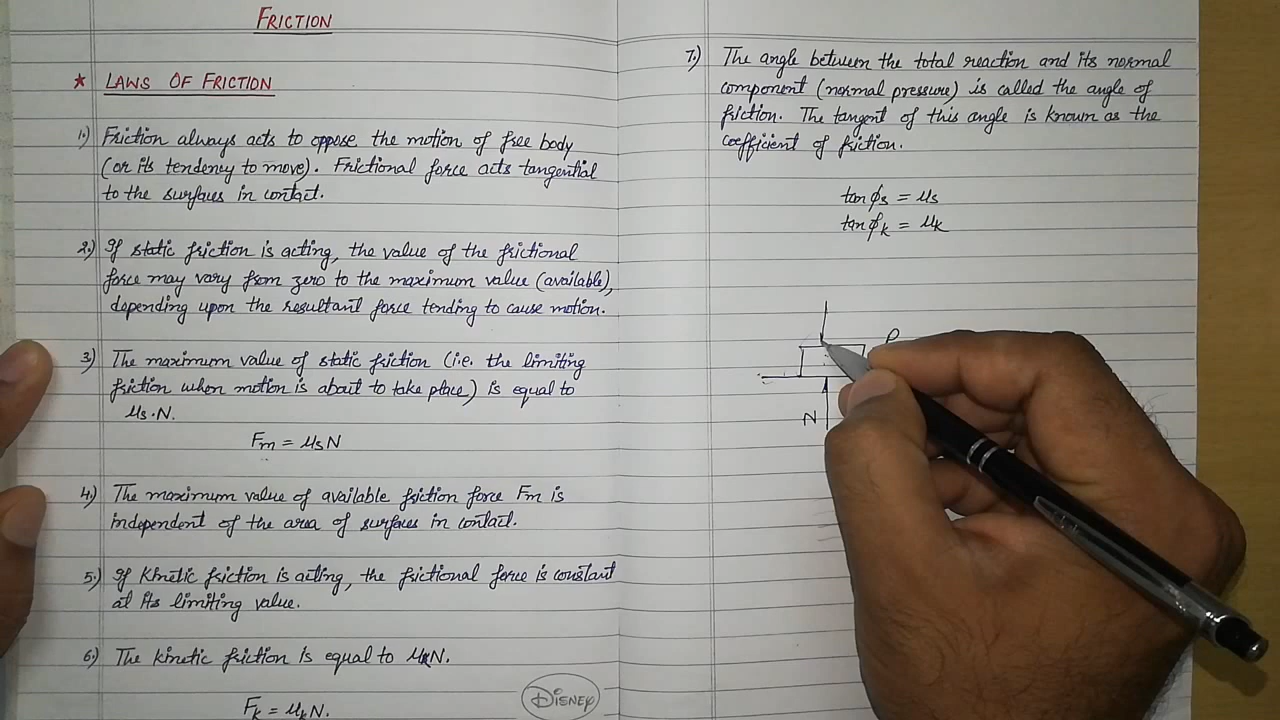 FRICTION
★ LAWS OF FRICTION
1.) Friction always acts to oppose the motion of free body
(or its tendency to move). Frictional force acts tangential
to the surfaces in contact.
2.) If static friction is acting, the value of the frictional
force may vary from zero to the maximum value (available),
depending upon the resultant force tending to cause motion.
3.) The maximum value of static friction (i.e. the limiting
friction when motion is about to take place) is equal to
μs.N.
Fm = μsN
4.) The maximum value of available friction force Fm is
independent of the area of surfaces in contact.
5.) If kinetic friction is acting, the frictional force is constant
at its limiting value.
6.) The kinetic friction is equal to μkN.
Fk = μkN.
DISNEY
7.) The angle between the total reaction and its normal
component (normal pressure) is called the angle of
friction. The tangent of this angle is known as the
coefficient of friction.
tanφs = μs
tanφk = μk
N